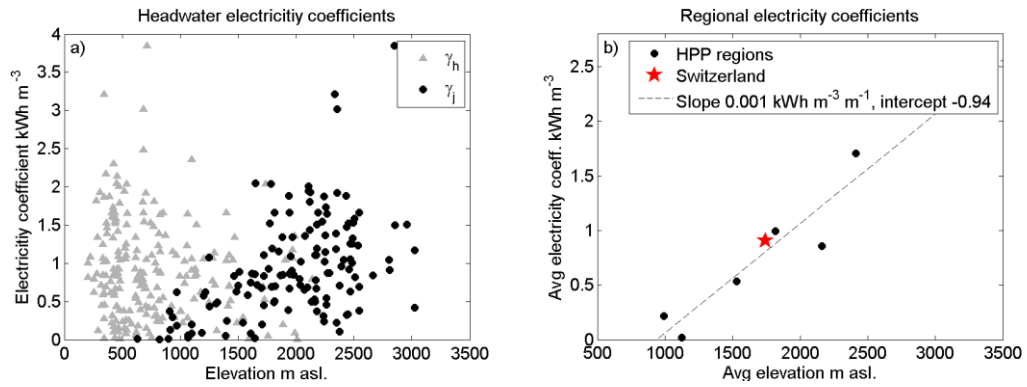 Headwater electricitiy coefficients
a)
γh
γj
Electricitiy coefficient kWh m-3
4
3.5
3
2.5
2
1.5
1
0.5
0
0 500 1000 1500 2000 2500 3000 3500
Elevation m asl.
Regional electricity coefficients
b)
HPP regions
Switzerland
Slope 0.001 kWh m-3 m-1, intercept -0.94
Avg electricity coeff. kWh m-3
2.5
2
1.5
1
0.5
0
500 1000 1500 2000 2500 3000 3500
Avg elevation m asl.